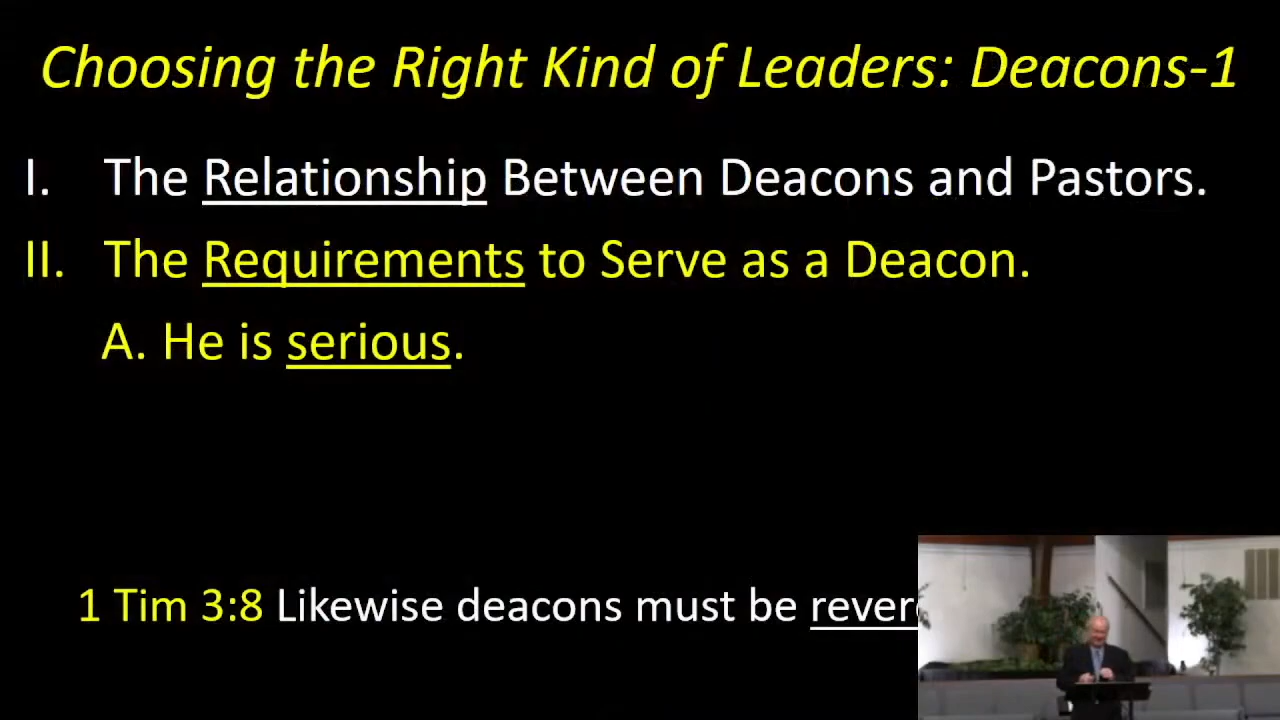 Choosing the Right Kind of Leaders: Deacons-1
I. The Relationship Between Deacons and Pastors.
II. The Requirements to Serve as a Deacon.
A. He is serious.
1 Tim 3:8 Likewise deacons must be